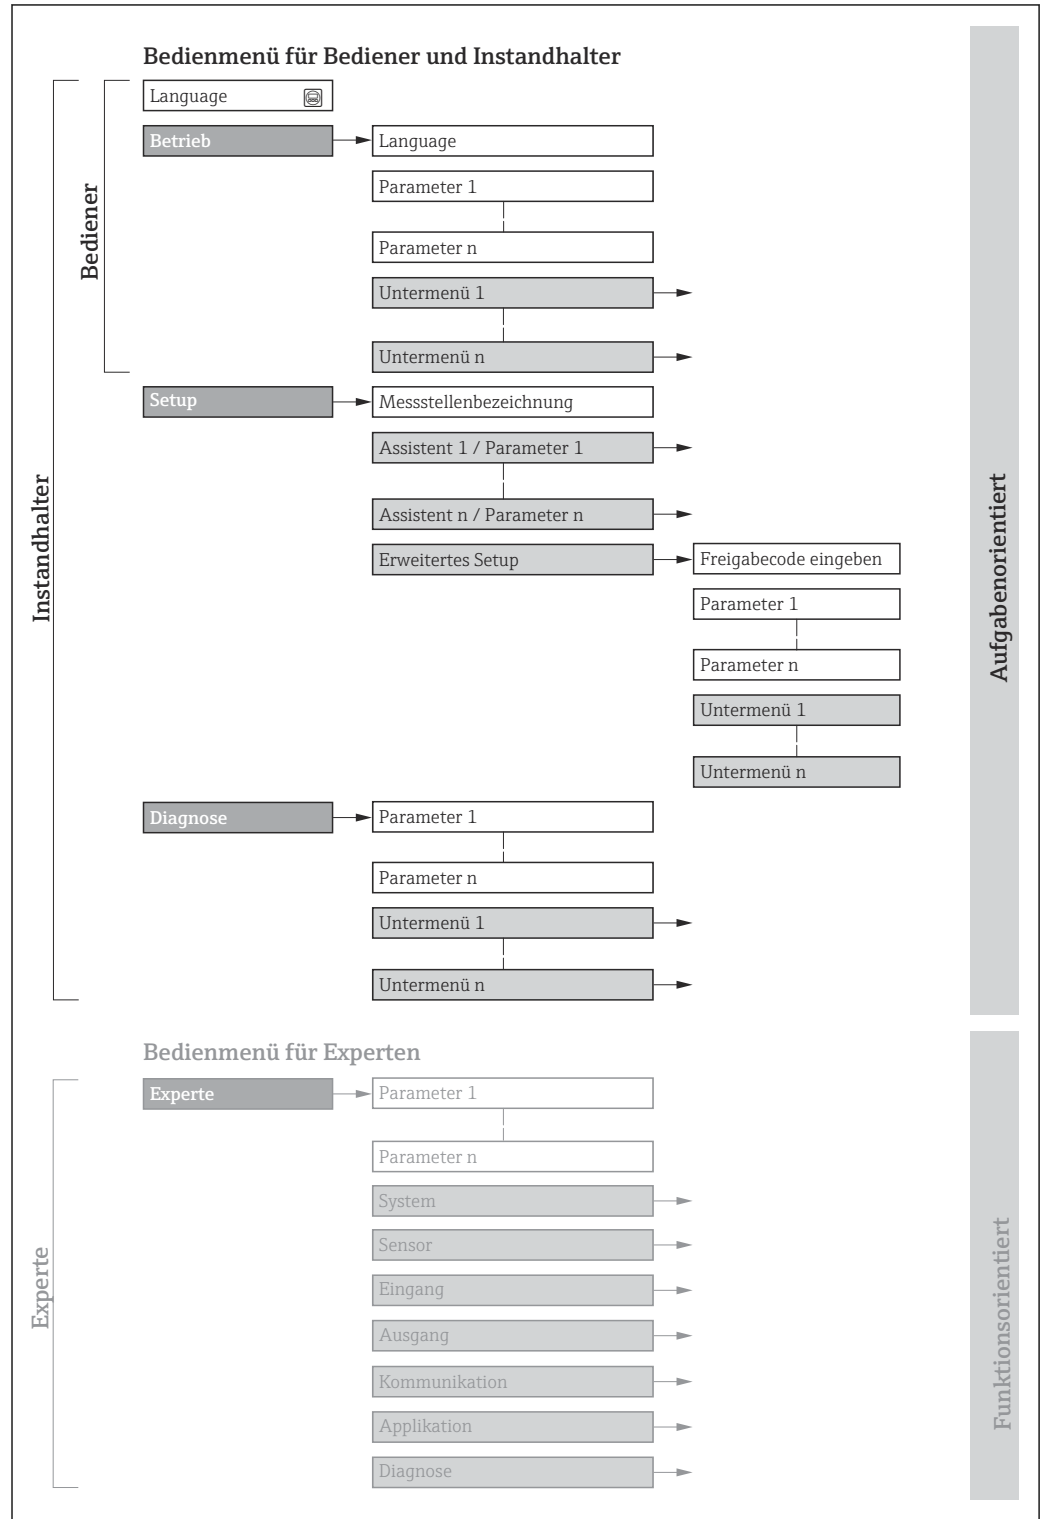 Bedienmenü für Bediener und Instandhalter
Language
Betrieb
Language
Parameter 1
Parameter n
Untermenü 1
Untermenü n
Bediener
Setup
Messstellenbezeichnung
Assistent 1 / Parameter 1
Assistent n / Parameter n
Erweitertes Setup
Freigabecode eingeben
Parameter 1
Parameter n
Untermenü 1
Untermenü n
Instandhalter
Aufgabenorientiert
Diagnose
Parameter 1
Parameter n
Untermenü 1
Untermenü n
Bedienmenü für Experten
Experte
Parameter 1
Parameter n
System
Sensor
Eingang
Ausgang
Kommunikation
Applikation
Diagnose
Experte
Funktionsorientiert